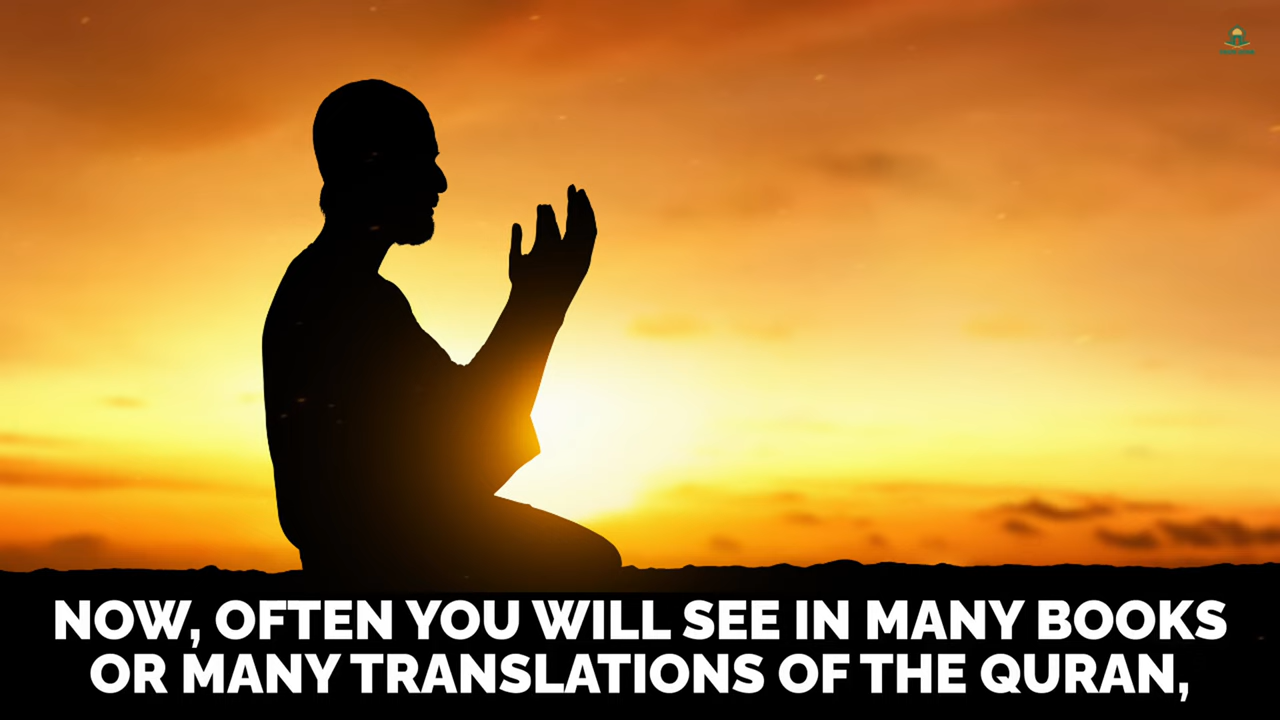 NOW, OFTEN YOU WILL SEE IN MANY BOOKS
OR MANY TRANSLATIONS OF THE QURAN,